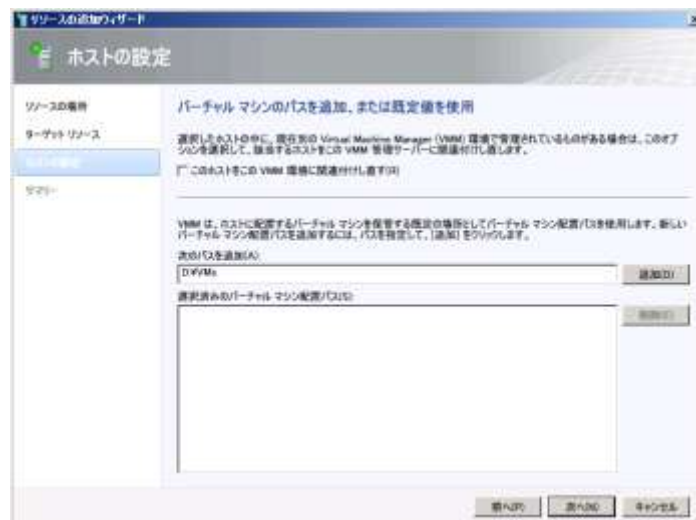 リソースの追加ウィザード
ホストの設定
リソースの場所
ターゲット リソース
ホストの設定
サマリー
バーチャル マシンのパスを追加、または既定値を使用
選択したホストの中に、現在別の Virtual Machine Manager (VMM) 環境で管理されているものがある場合は、このオプ
ションを選択して、該当するホストをこの VMM 管理サーバーに関連付けし直します。
このホストをこの VMM 環境に関連付けし直す(R)
VMM は、ホストに配置するバーチャル マシンを保管する既定の場所としてバーチャル マシン配置パスを使用します。新しい
バーチャル マシン配置パスを追加するには、パスを指定して、[追加] をクリックします。
次のパスを追加(A):
D:¥VMs
追加(D)
選択済みのバーチャル マシン配置パス(S):
前へ(P)
次へ(N)
キャンセル